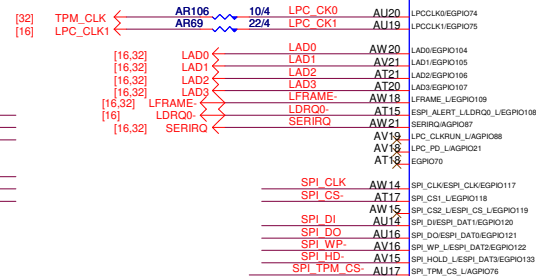 [32] TPM_CLK AR106 10/4 LPC_CK0 AU20 LPCCLK0/EGPIO74
[16] LPC_CLK1 AR69 22/4 LPC_CK1 AU19 LPCCLK1/EGPIO75
[16,32] LAD0 LAD0 AW20 LAD0/EGPIO104
[16,32] LAD1 LAD1 AV21 LAD1/EGPIO105
[16,32] LAD2 LAD2 AT21 LAD2/EGPIO106
[16,32] LAD3 LAD3 AT20 LAD3/EGPIO107
[16,32] LFRAME- LFRAME- AW18 LFRAME_L/EGPIO109
[16] LDRQ0- LDRQ0- AT15 ESPI_ALERT_L/LDRQ0_L/EGPIO108
[16,32] SERIRQ SERIRQ AW21 SERIRQ/AGPIO87
AV19 LPC_CLKRUN_L/AGPIO88
AV18 LPC_PD_L/AGPIO21
AT18 EGPIO70
SPI_CLK AW14 SPI_CLK/ESPI_CLK/EGPIO117
SPI_CS- AT17 SPI_CS1_L/EGPIO118
AW15 SPI_CS2_L/ESPI_CS_L/EGPIO119
SPI_DI AU14 SPI_DI/ESPI_DAT1/EGPIO120
SPI_DO AU16 SPI_DO/ESPI_DAT0/EGPIO121
SPI_WP- AV16 SPI_WP_L/ESPI_DAT2/EGPIO122
SPI_HD- AV15 SPI_HOLD_L/ESPI_DAT3/EGPIO133
SPI_TPM_CS- AU17 SPI_TPM_CS_L/AGPIO76